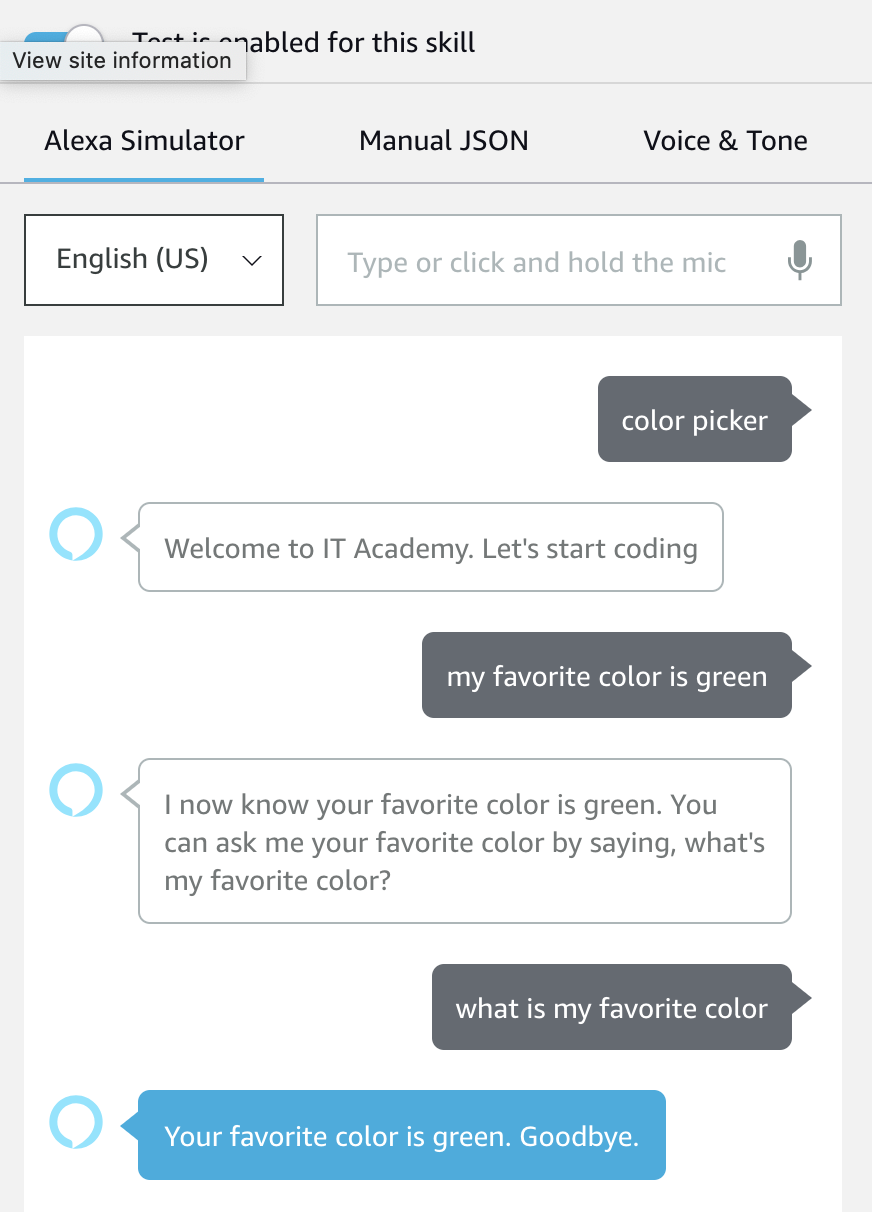 Test is enabled for this skill
View site information
Alexa Simulator
Manual JSON
Voice & Tone
English (US)
Type or click and hold the mic
color picker
Welcome to IT Academy. Let's start coding
my favorite color is green
I now know your favorite color is green. You
can ask me your favorite color by saying, what's
my favorite color?
what is my favorite color
Your favorite color is green. Goodbye.